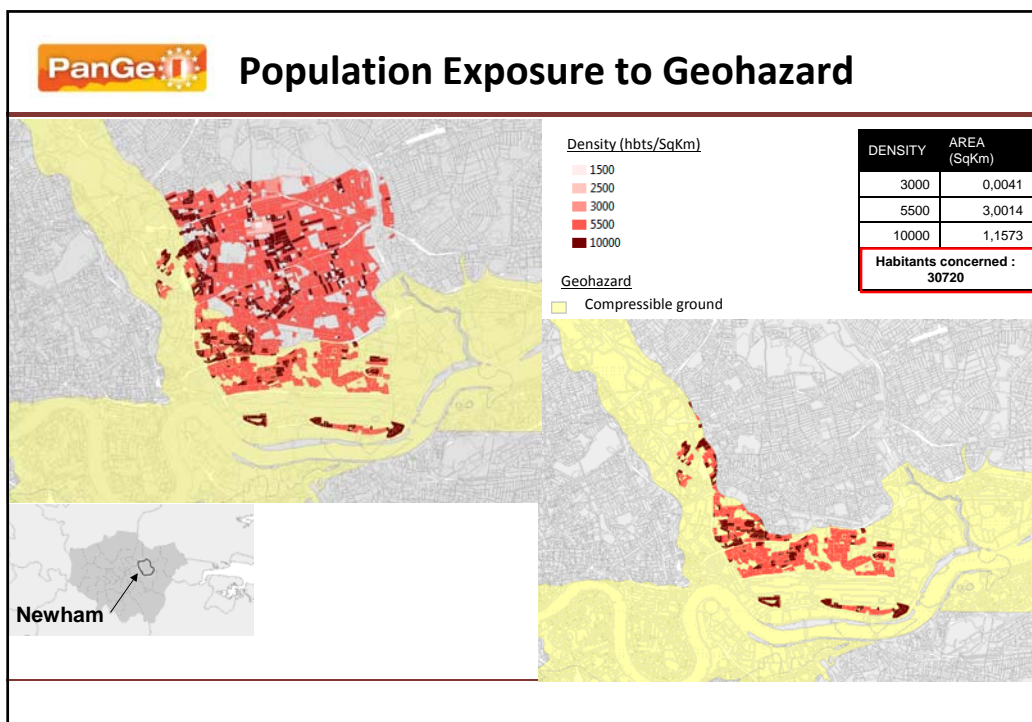 PanGe
Population Exposure to Geohazard
Density (hbts/SqKm)
1500
2500
3000
5500
10000
Geohazard
Compressible ground
DENSITY AREA (SqKm)
3000 0,0041
5500 3,0014
10000 1,1573
Habitants concerned :
30720
Newham